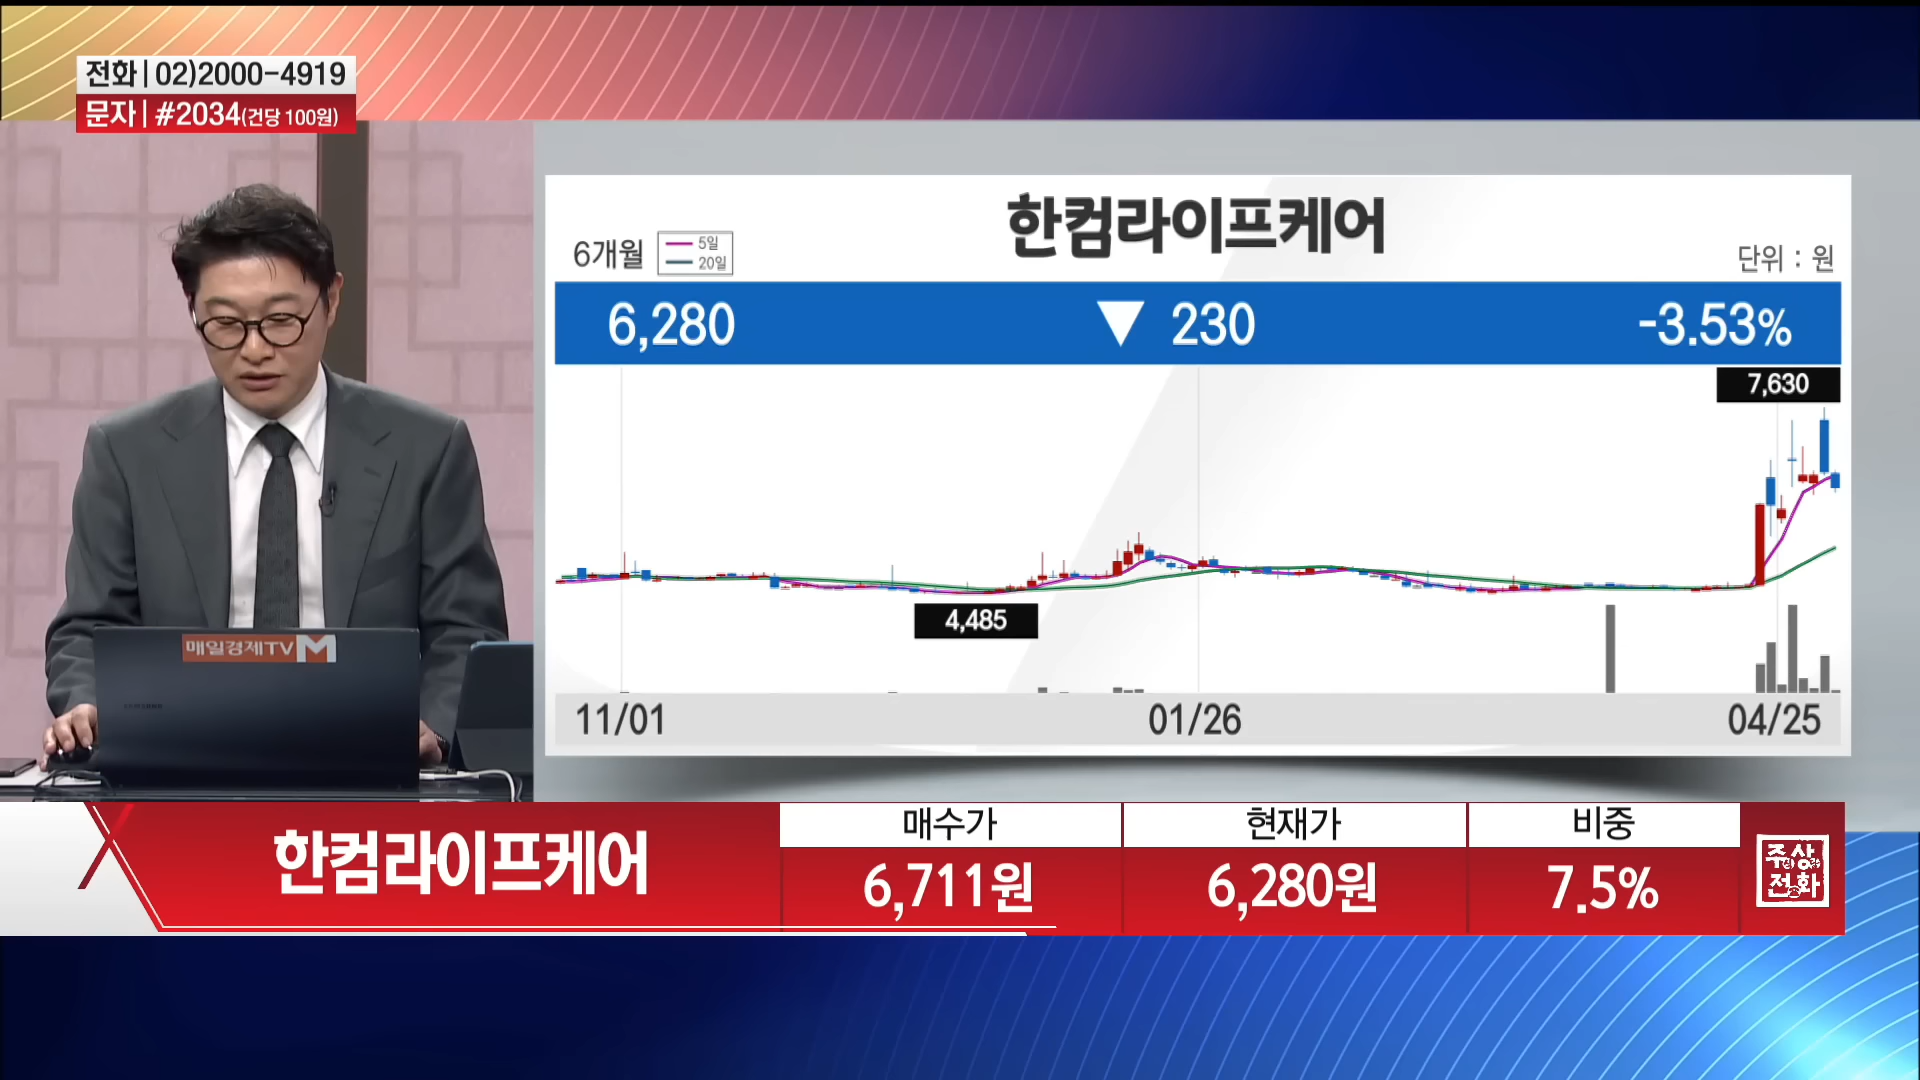 전화 | 02)2000-4919
문자 | #2034(건당 100원)
한컴라이프케어
6개월
5일
20일
단위 : 원
6,280 ▼ 230 -3.53%
7,630
4,485
11/01 01/26 04/25
매일경제TV M
한컴라이프케어
매수가 현재가 비중
6,711원 6,280원 7.5%
주상
전화